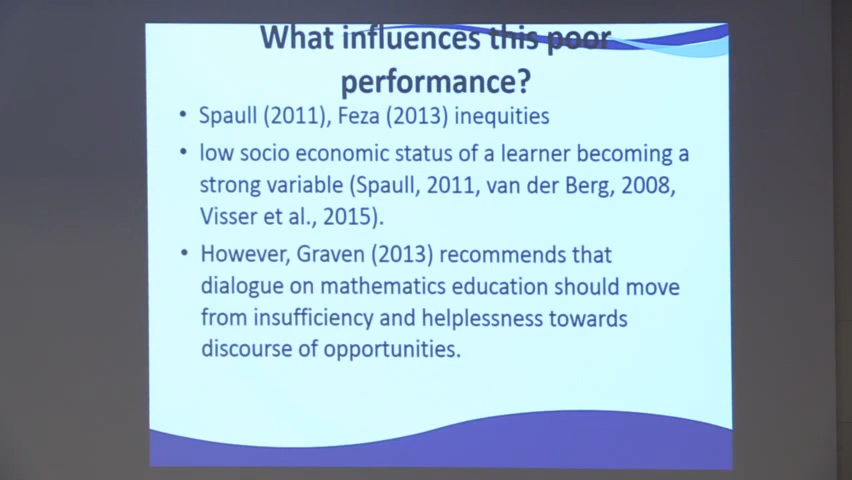 What influences this poor
performance?
• Spaull (2011), Feza (2013) inequities
• low socio economic status of a learner becoming a
strong variable (Spaull, 2011, van der Berg, 2008,
Visser et al., 2015).
• However, Graven (2013) recommends that
dialogue on mathematics education should move
from insufficiency and helplessness towards
discourse of opportunities.